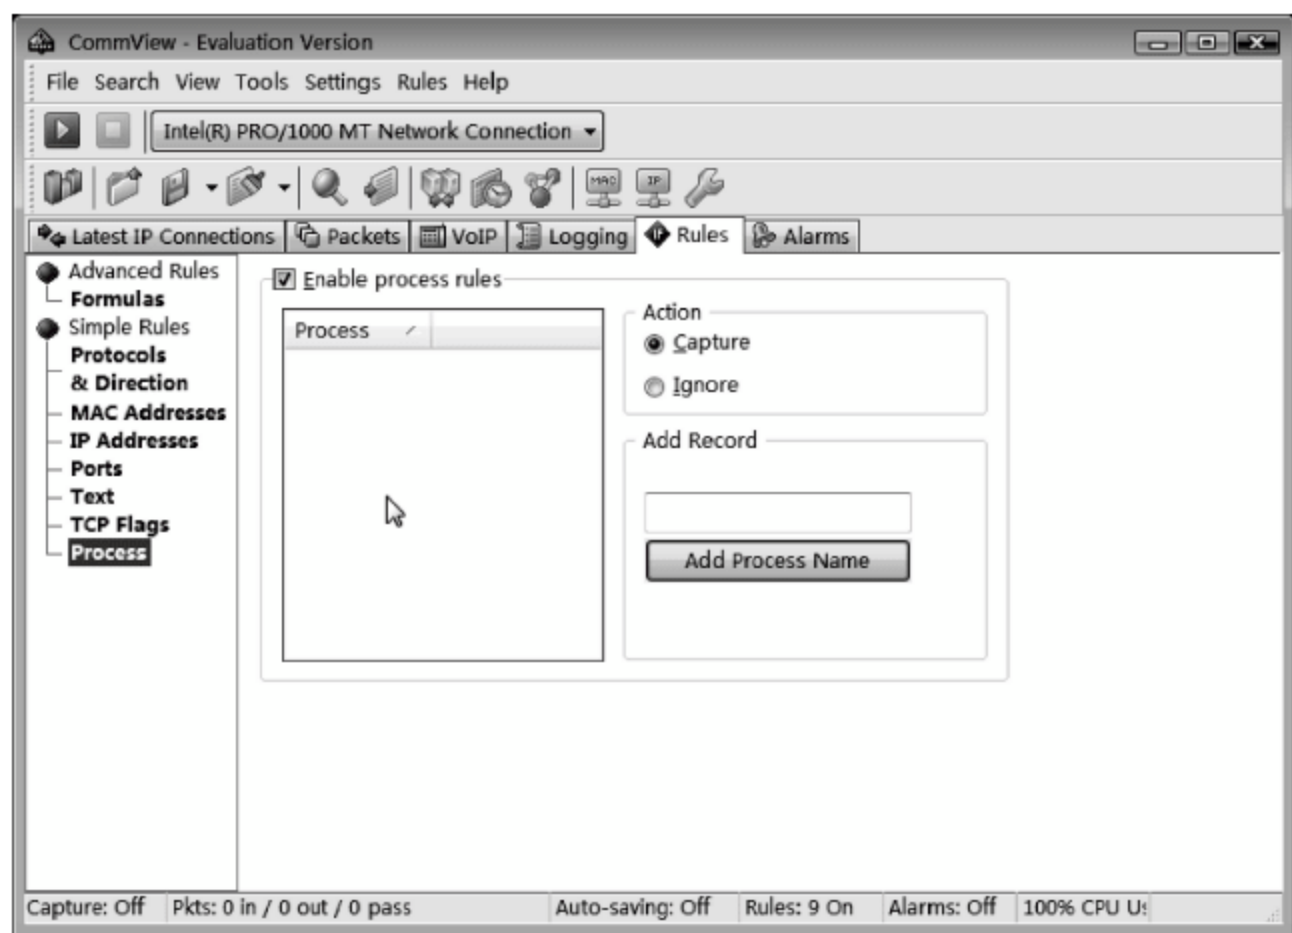 CommView - Evaluation Version
File Search View Tools Settings Rules Help
Intel(R) PRO/1000 MT Network Connection
MAC IP
Latest IP Connections Packets VoIP Logging Rules Alarms
Advanced Rules
Formulas
Simple Rules
Protocols
& Direction
MAC Addresses
IP Addresses
Ports
Text
TCP Flags
Process
Enable process rules
Process
Action
Capture
Ignore
Add Record
Add Process Name
Capture: Off Pkts: 0 in / 0 out / 0 pass Auto-saving: Off Rules: 9 On Alarms: Off 100% CPU Us